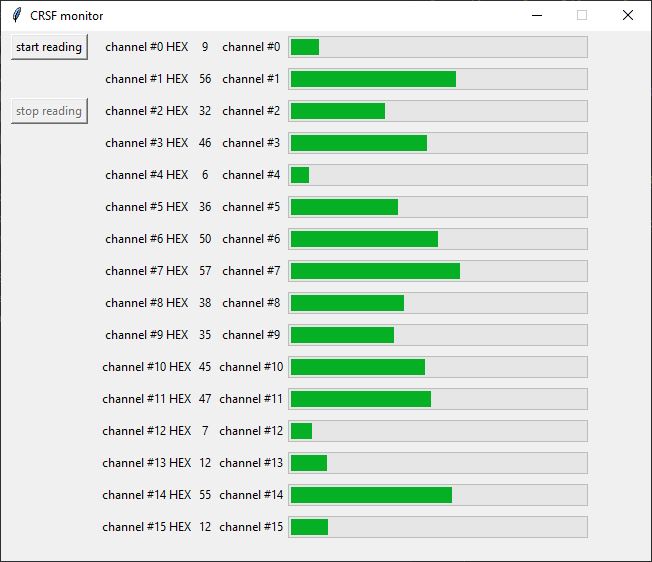 CRSF monitor
start reading channel #0 HEX 9 channel #0
channel #1 HEX 56 channel #1
stop reading channel #2 HEX 32 channel #2
channel #3 HEX 46 channel #3
channel #4 HEX 6 channel #4
channel #5 HEX 36 channel #5
channel #6 HEX 50 channel #6
channel #7 HEX 57 channel #7
channel #8 HEX 38 channel #8
channel #9 HEX 35 channel #9
channel #10 HEX 45 channel #10
channel #11 HEX 47 channel #11
channel #12 HEX 7 channel #12
channel #13 HEX 12 channel #13
channel #14 HEX 55 channel #14
channel #15 HEX 12 channel #15